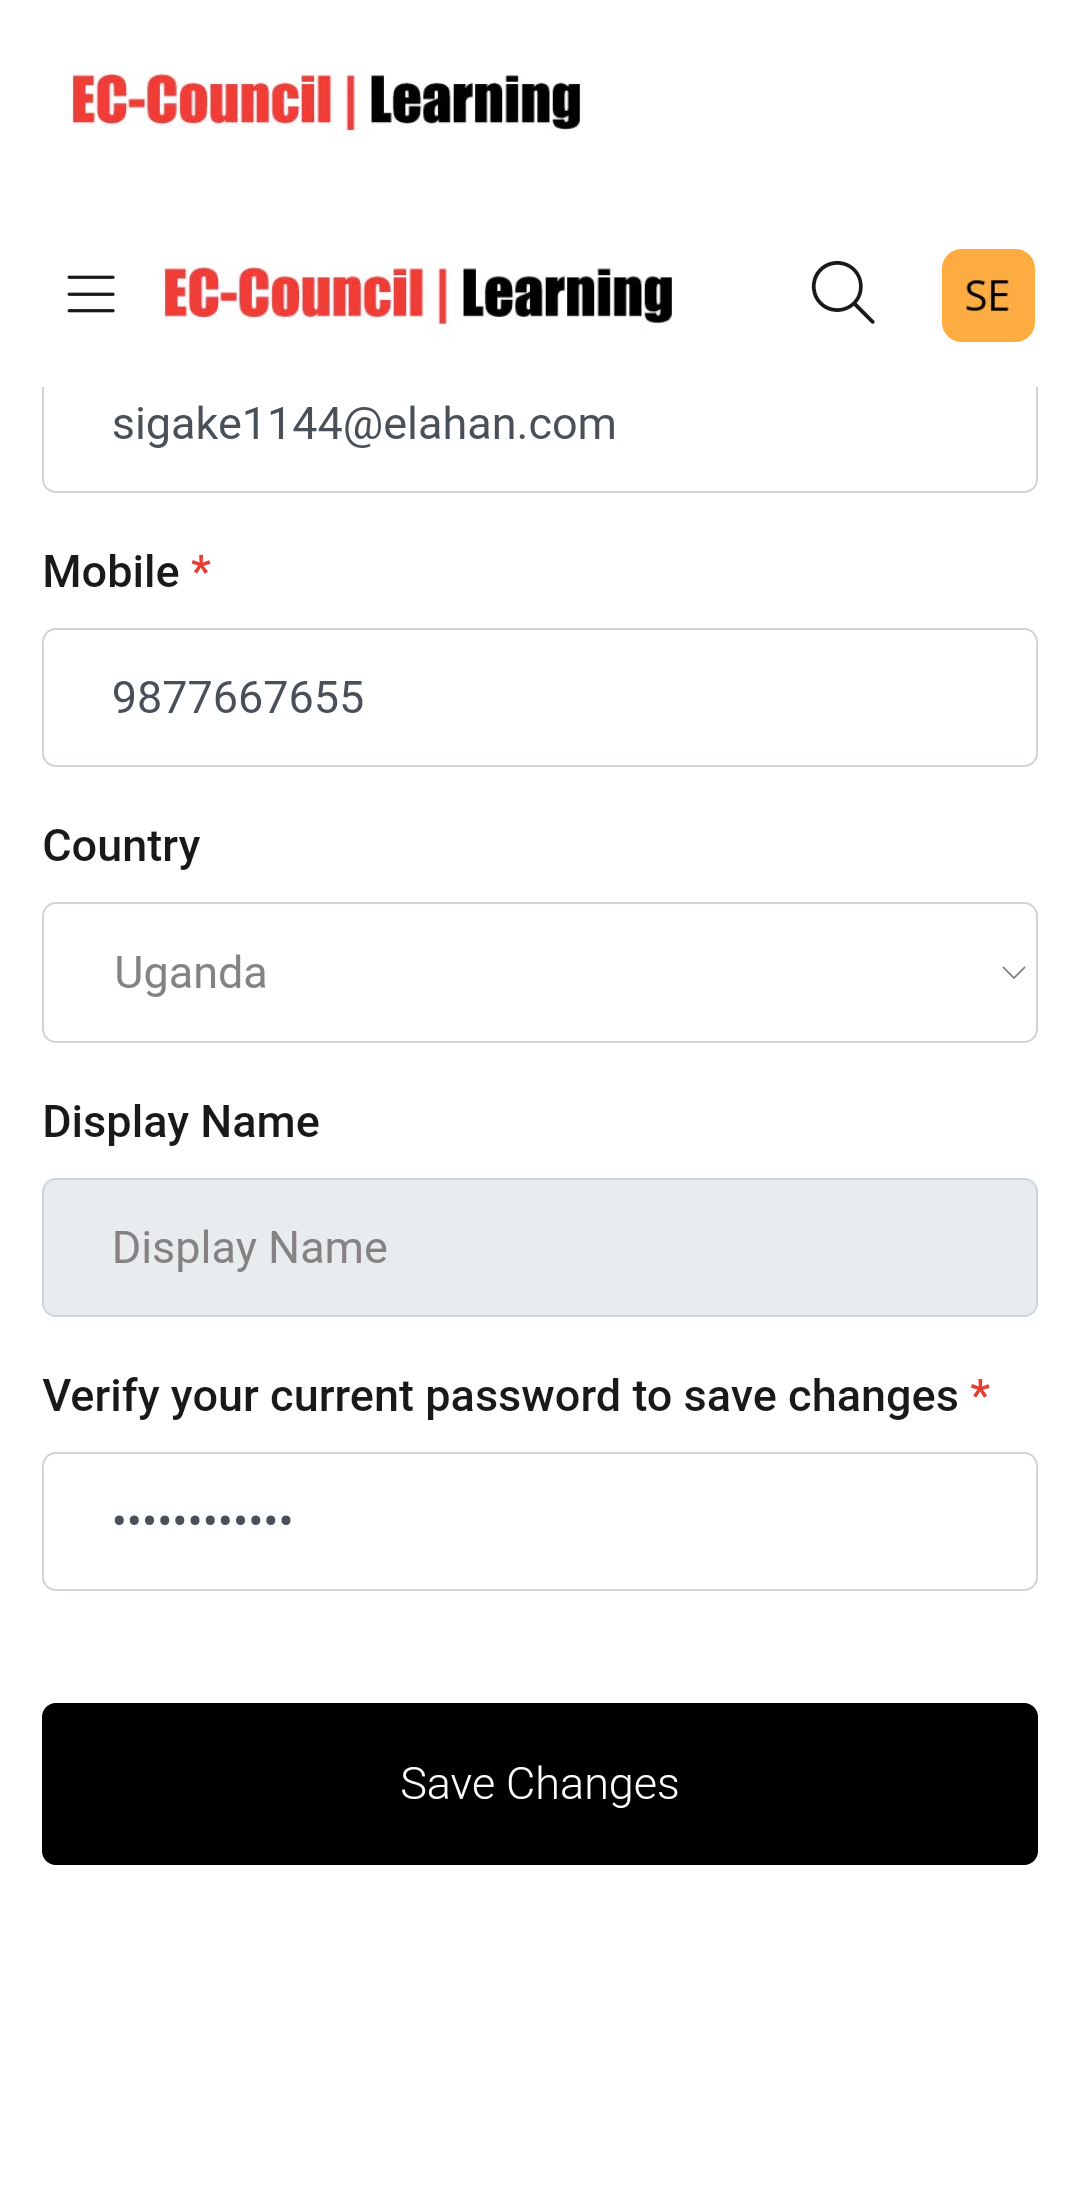 EC-Council | Learning
EC-Council | Learning
SE
sigake1144@elahan.com
Mobile *
9877667655
Country
Uganda
Display Name
Display Name
Verify your current password to save changes *
••••••••••••
Save Changes